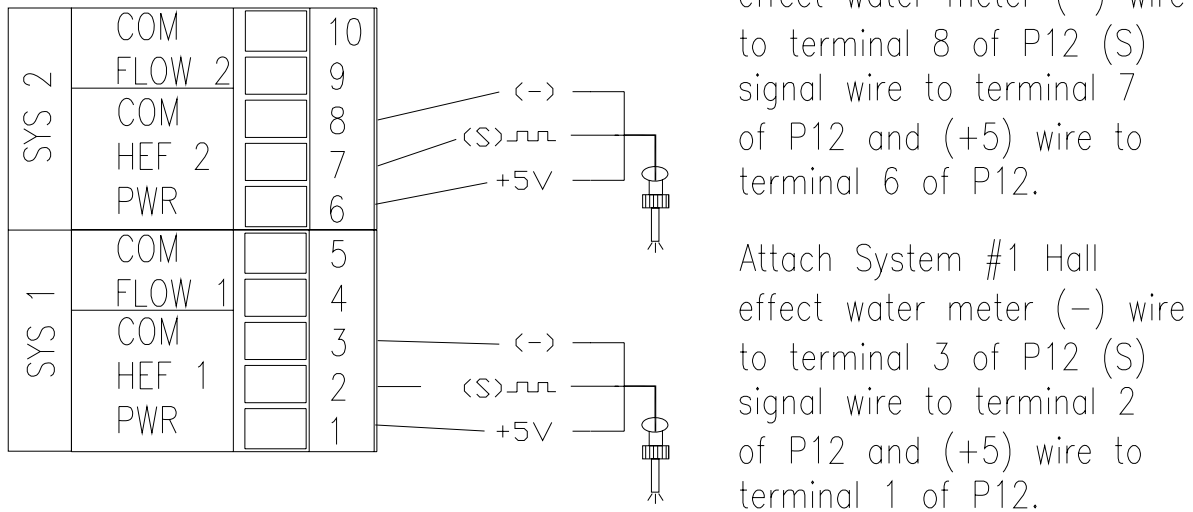 SYS 2
COM 10
FLOW 2 9
COM 8
HEF 2 7
PWR 6
(-)
(S)
+5V
SYS 1
COM 5
FLOW 1 4
COM 3
HEF 1 2
PWR 1
(-)
(S)
+5V
effect water meter (-) wire
to terminal 8 of P12 (S)
signal wire to terminal 7
of P12 and (+5) wire to
terminal 6 of P12.
Attach System #1 Hall
effect water meter (-) wire
to terminal 3 of P12 (S)
signal wire to terminal 2
of P12 and (+5) wire to
terminal 1 of P12.